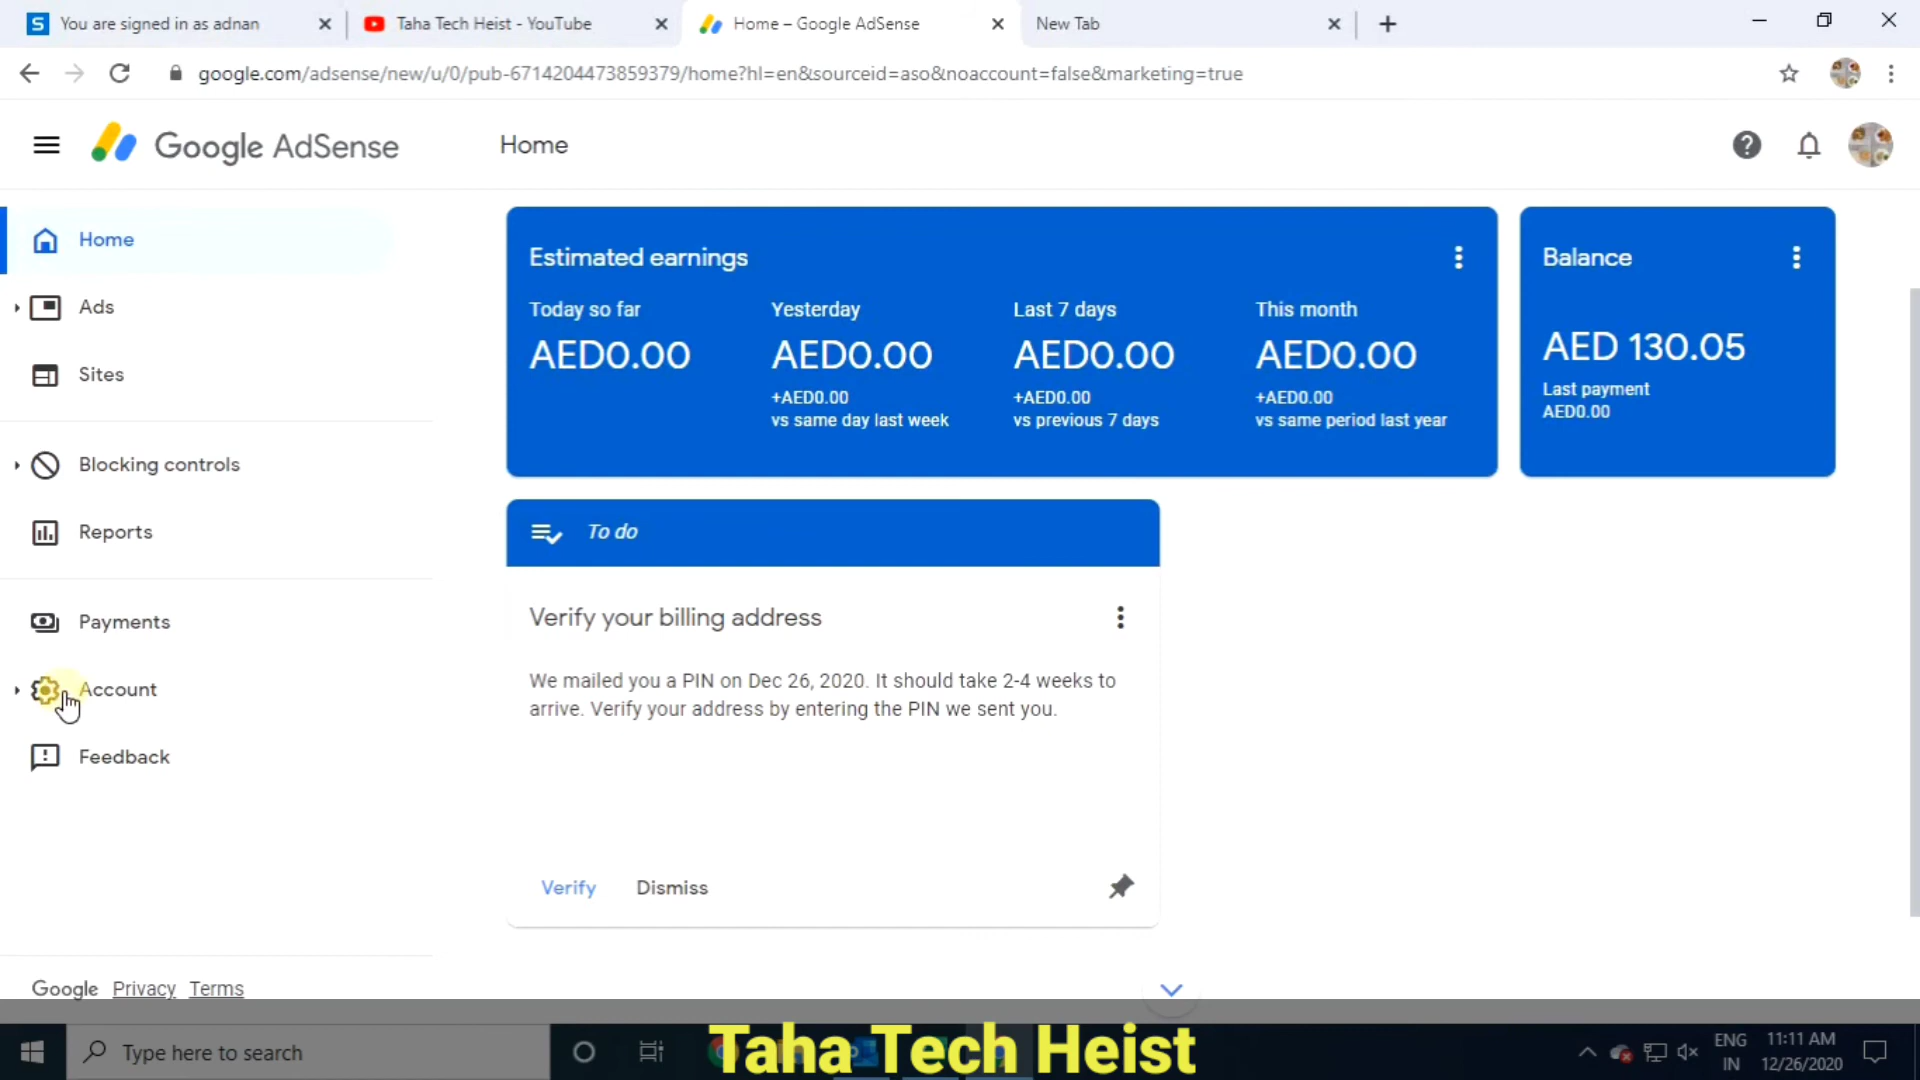 You are signed in as adnan
Taha Tech Heist - YouTube
Home – Google AdSense
New Tab
google.com/adsense/new/u/0/pub-6714204473859379/home?hl=en&sourceid=aso&noaccount=false&marketing=true
Google AdSense
Home
Home
Ads
Sites
Blocking controls
Reports
Payments
Account
Feedback
Google Privacy Terms
Estimated earnings
Today so far
AED0.00
Yesterday
AED0.00
+AED0.00
vs same day last week
Last 7 days
AED0.00
+AED0.00
vs previous 7 days
This month
AED0.00
+AED0.00
vs same period last year
Balance
AED 130.05
Last payment
AED0.00
To do
Verify your billing address
We mailed you a PIN on Dec 26, 2020. It should take 2-4 weeks to
arrive. Verify your address by entering the PIN we sent you.
Verify Dismiss
Type here to search
Taha Tech Heist
ENG
IN
11:11 AM
12/26/2020